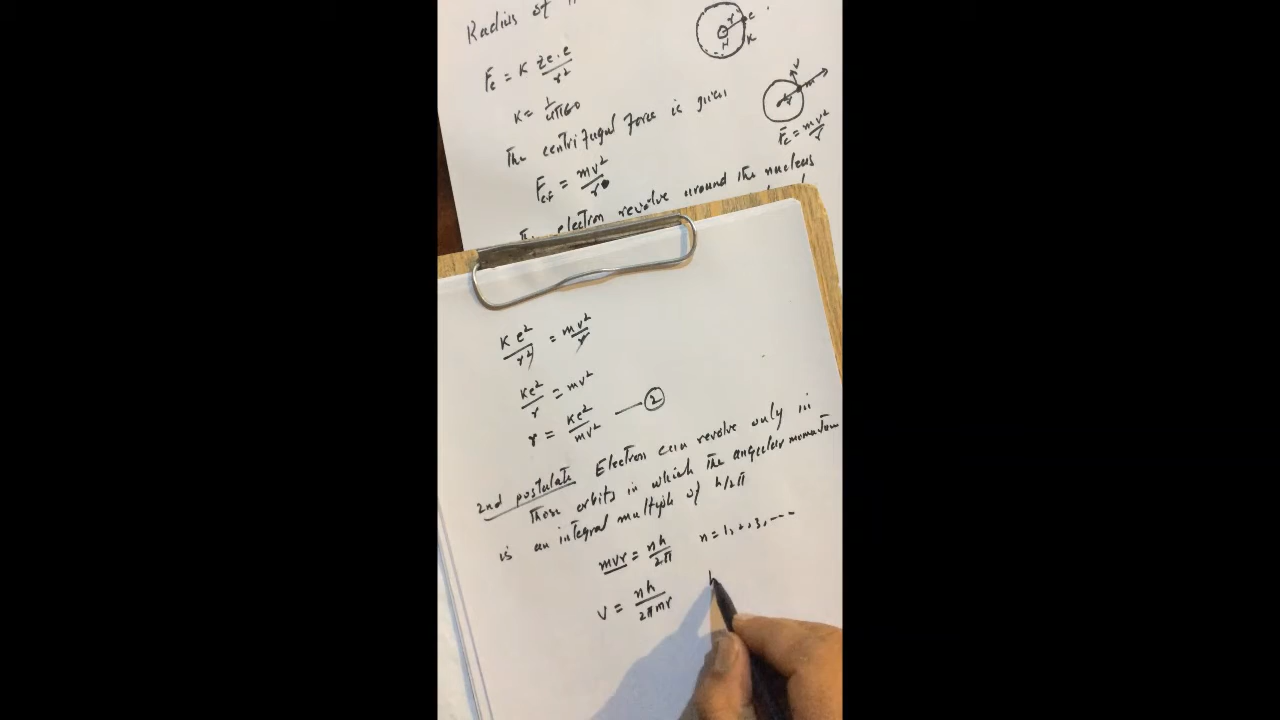 Radius of
r e
N K
Fe = K Ze.e/r²
K = 1/4πϵ0
v
m
r
Fc = mv²/r
The centrifugal force is given
Fcf = mv²/r
The electron revolve around the nucleus
Ke²/r² = mv²/r
Ke²/r = mv²
r = Ke²/mv² — ②
2nd postulate Electron can revolve only in
those orbits in which the angular momentum
is an integral multiple of h/2π
mvr = nh/2π n = 1, 2, 3, ---
v = nh/2πmr